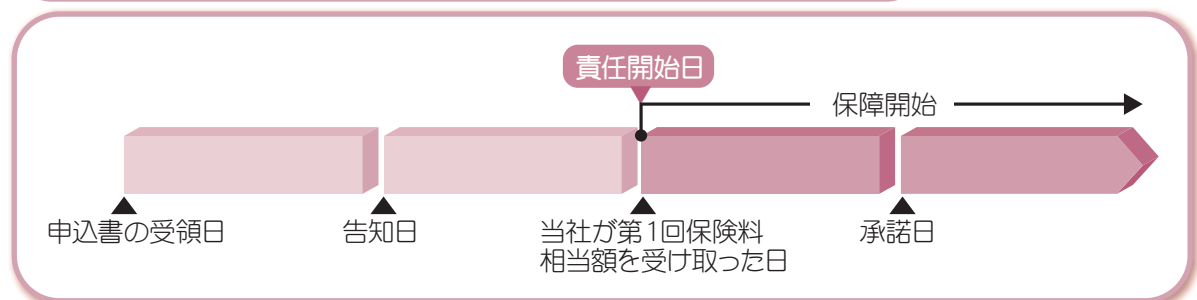 責任開始日
保障開始
申込書の受領日
告知日
当社が第1回保険料
相当額を受け取った日
承諾日